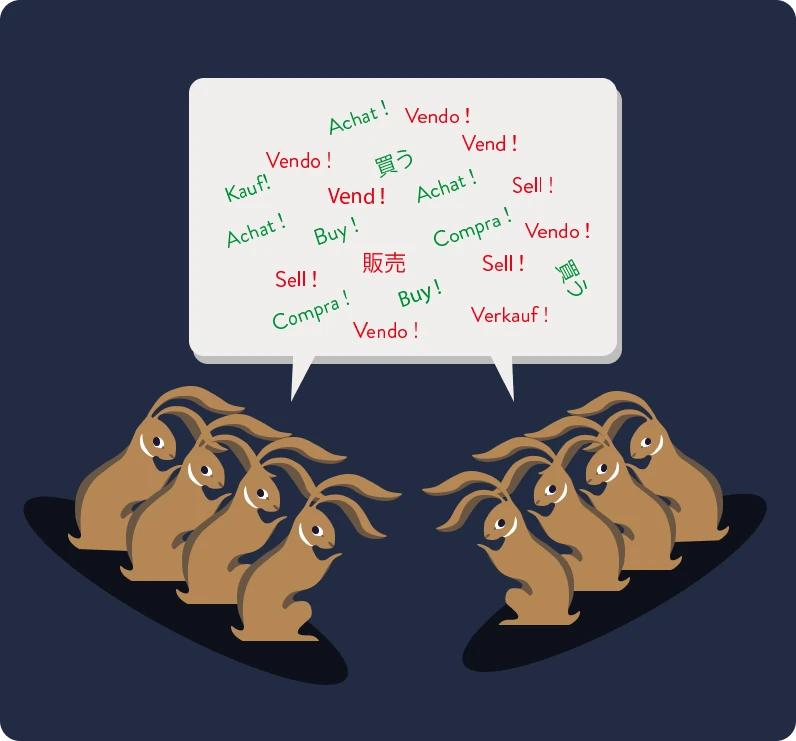 Achat !
Vendo !
Vend !
Vendo !
買う
Kauf!
Vend !
Achat !
Sell !
Achat !
Buy !
Compra !
Vendo !
販売
Sell !
Sell !
買う
Compra !
Buy !
Vendo !
Verkauf !